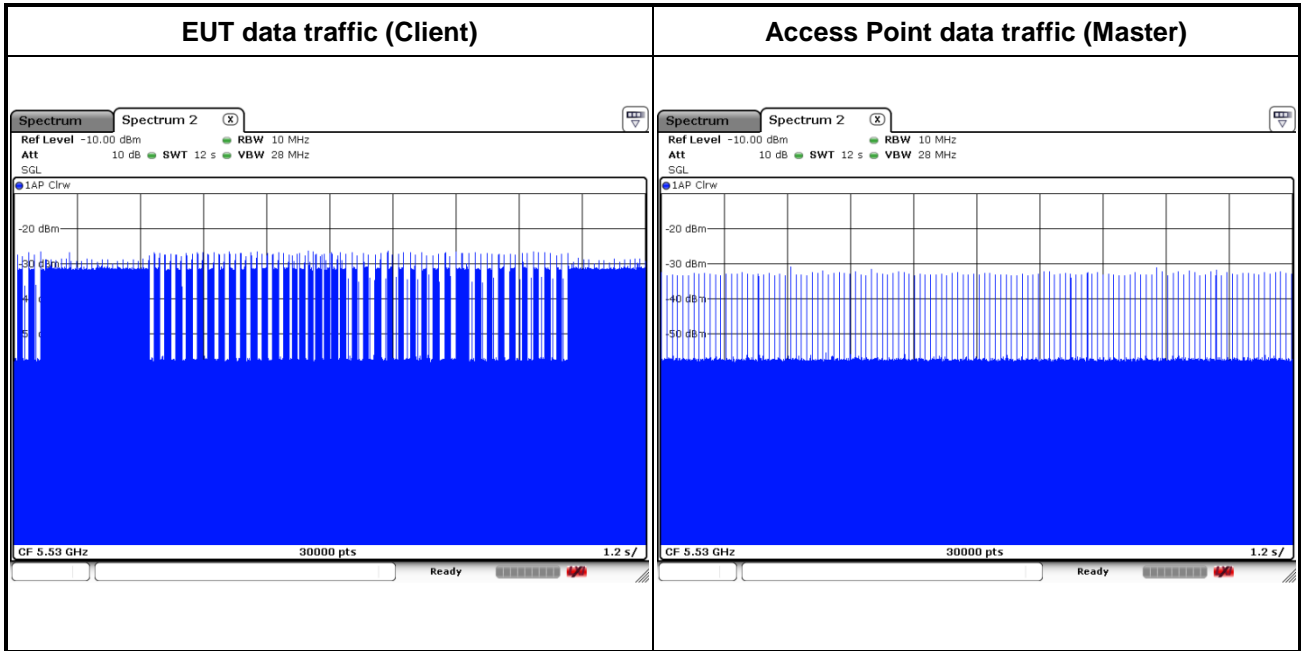 EUT data traffic (Client)
Access Point data traffic (Master)
Spectrum Spectrum 2 X
Ref Level -10.00 dBm RBW 10 MHz
Att 10 dB SWT 12 s VBW 28 MHz
SGL
1AP Clrw
-20 dBm
-30 dBm
CF 5.53 GHz 30000 pts 1.2 s/
Ready
Spectrum Spectrum 2 X
Ref Level -10.00 dBm RBW 10 MHz
Att 10 dB SWT 12 s VBW 28 MHz
SGL
1AP Clrw
-20 dBm
-30 dBm
-40 dBm
-50 dBm
CF 5.53 GHz 30000 pts 1.2 s/
Ready